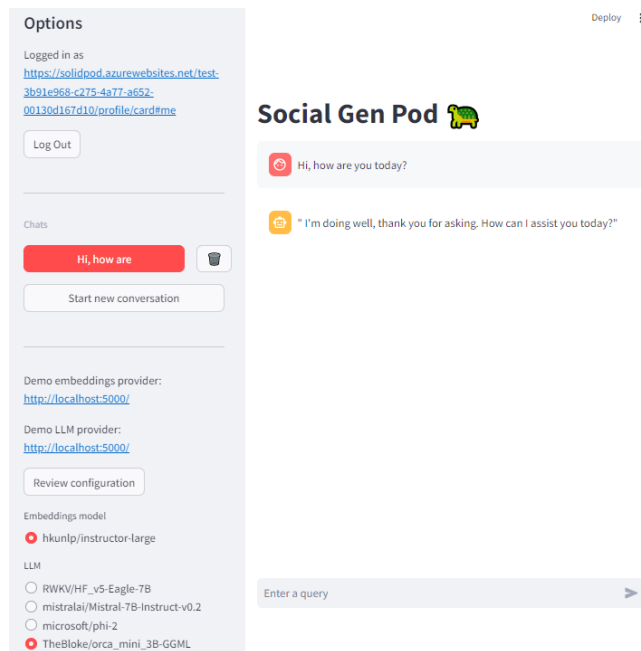 Options
Logged in as
https://solidpod.azurewebsites.net/test-
3b91e968-c275-4a77-a652-
00130d167d10/profile/card#me
Log Out
Chats
Hi, how are
Start new conversation
Demo embeddings provider:
http://localhost:5000/
Demo LLM provider:
http://localhost:5000/
Review configuration
Embeddings model
hkunlp/instructor-large
LLM
RWKV/HF_v5-Eagle-7B
mistralai/Mistral-7B-Instruct-v0.2
microsoft/phi-2
TheBloke/orca_mini_3B-GGML
Deploy
Social Gen Pod
Hi, how are you today?
" I'm doing well, thank you for asking. How can I assist you today?"
Enter a query